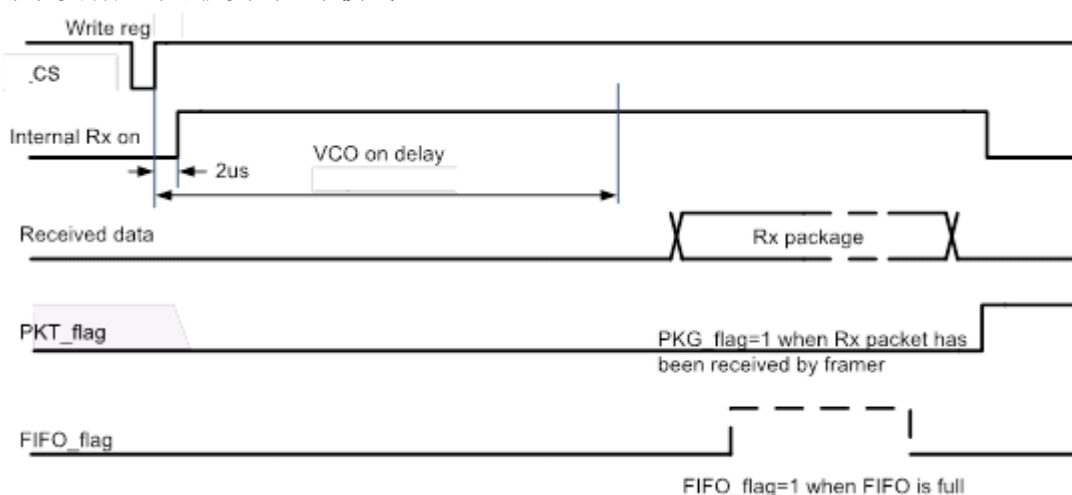 Write reg
_CS
Internal Rx on
2us
VCO on delay
Received data
Rx package
PKT_flag
PKG_flag=1 when Rx packet has
been received by framer
FIFO_flag
FIFO_flag=1 when FIFO is full